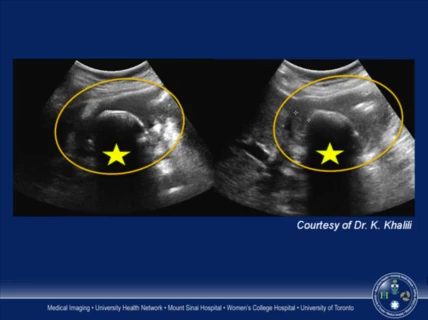 Courtesy of Dr. K. Khalili
Medical Imaging • University Health Network • Mount Sinai Hospital • Women's College Hospital • University of Toronto